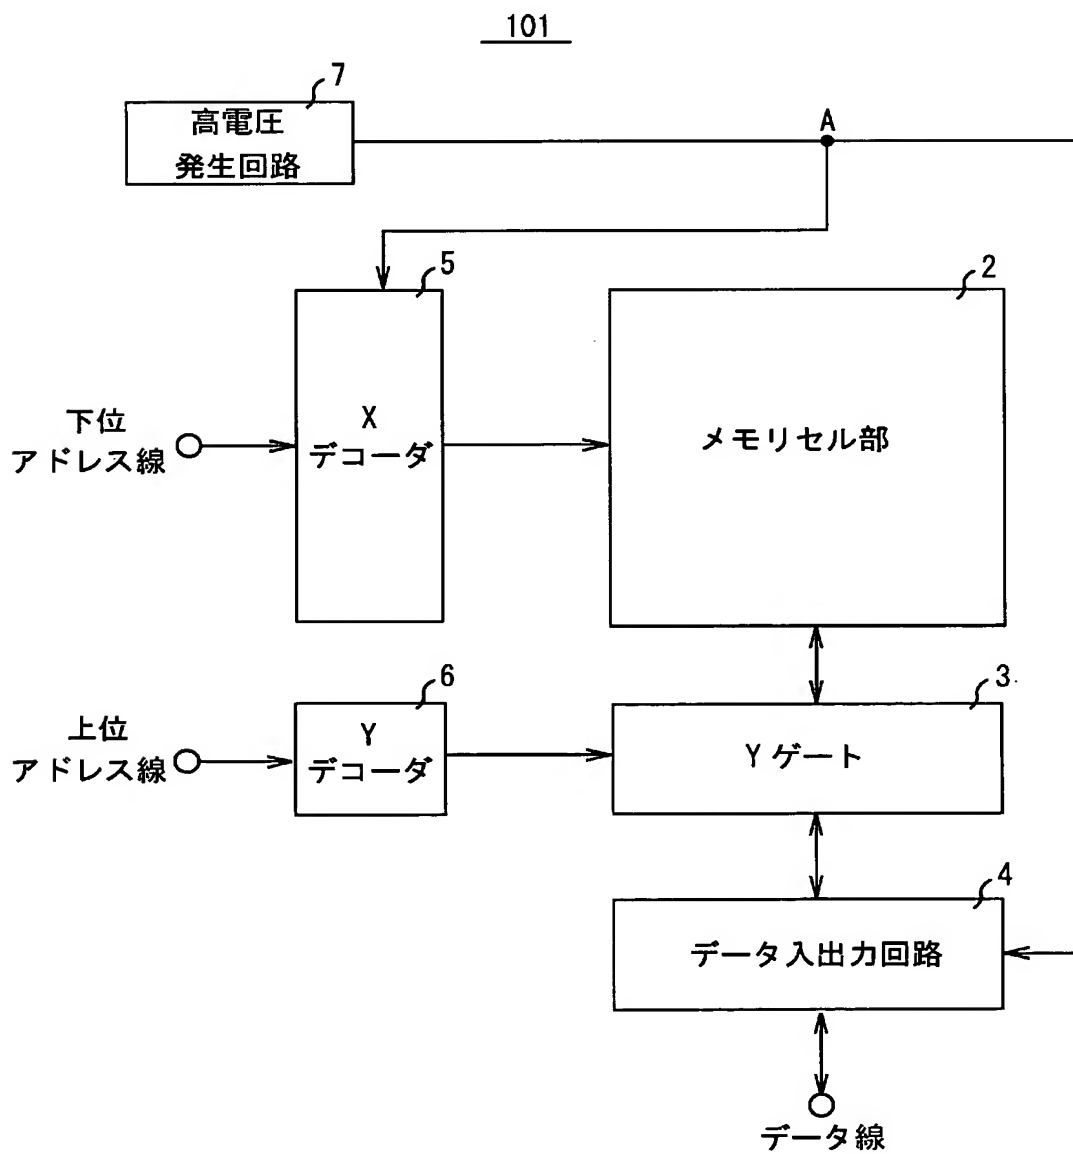 101
7
高電圧
発生回路
A
5
2
下位
アドレス線
X
デコーダ
メモリセル部
6
3
上位
アドレス線
Y
デコーダ
Yゲート
4
データ入出力回路
データ線